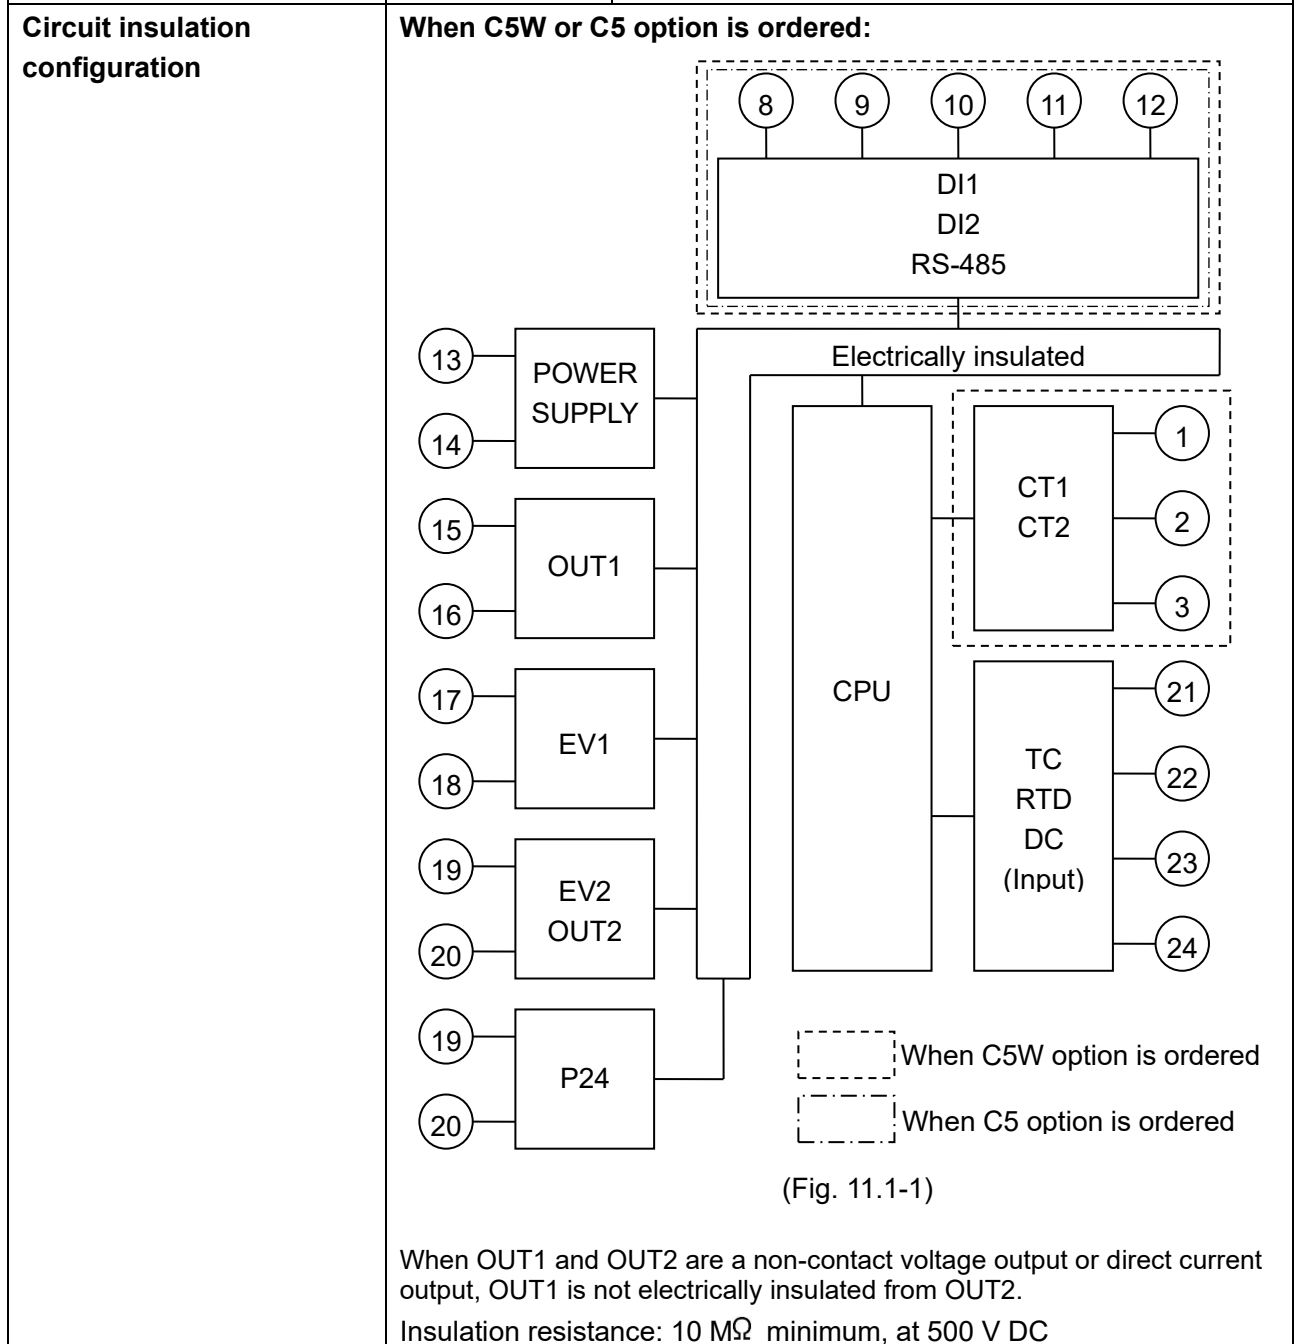 Circuit insulation
configuration
When C5W or C5 option is ordered:
8 9 10 11 12
DI1
DI2
RS-485
Electrically insulated
13
14
POWER
SUPPLY
15
16
OUT1
17
18
EV1
19
20
EV2
OUT2
19
20
P24
CPU
CT1
CT2
1
2
3
TC
RTD
DC
(Input)
21
22
23
24
When C5W option is ordered
When C5 option is ordered
(Fig. 11.1-1)
When OUT1 and OUT2 are a non-contact voltage output or direct current
output, OUT1 is not electrically insulated from OUT2.
Insulation resistance: 10 MΩ minimum, at 500 V DC